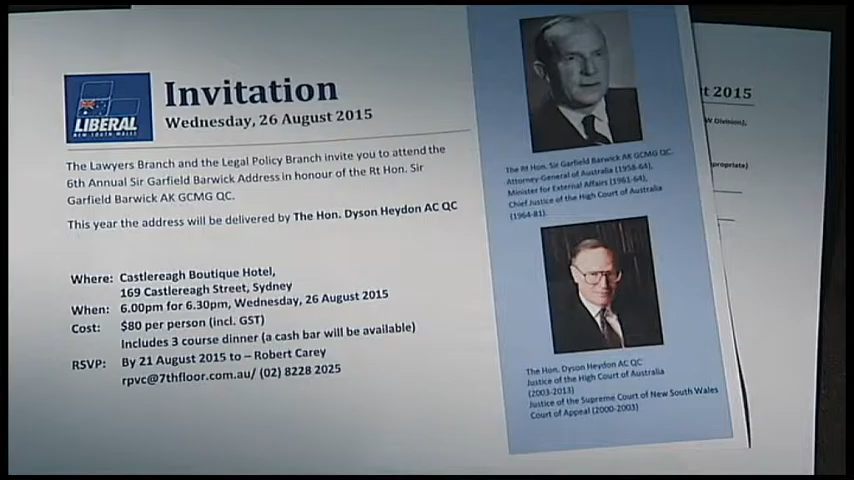 LIBERAL
NEW SOUTH WALES
Invitation
Wednesday, 26 August 2015
The Lawyers Branch and the Legal Policy Branch invite you to attend the
6th Annual Sir Garfield Barwick Address in honour of the Rt Hon. Sir
Garfield Barwick AK GCMG QC.
This year the address will be delivered by The Hon. Dyson Heydon AC QC
Where: Castlereagh Boutique Hotel,
169 Castlereagh Street, Sydney
When: 6.00pm for 6.30pm, Wednesday, 26 August 2015
Cost: $80 per person (incl. GST)
Includes 3 course dinner (a cash bar will be available)
RSVP: By 21 August 2015 to – Robert Carey
rpvc@7thfloor.com.au/ (02) 8228 2025
The Rt Hon. Sir Garfield Barwick AK GCMG QC.
Attorney-General of Australia (1958-64),
Minister for External Affairs (1961-64),
Chief Justice of the High Court of Australia
(1964-81).
The Hon. Dyson Heydon AC QC
Justice of the High Court of Australia
(2003-2013)
Justice of the Supreme Court of New South Wales
Court of Appeal (2000-2003)
2015
Division),
propriate)